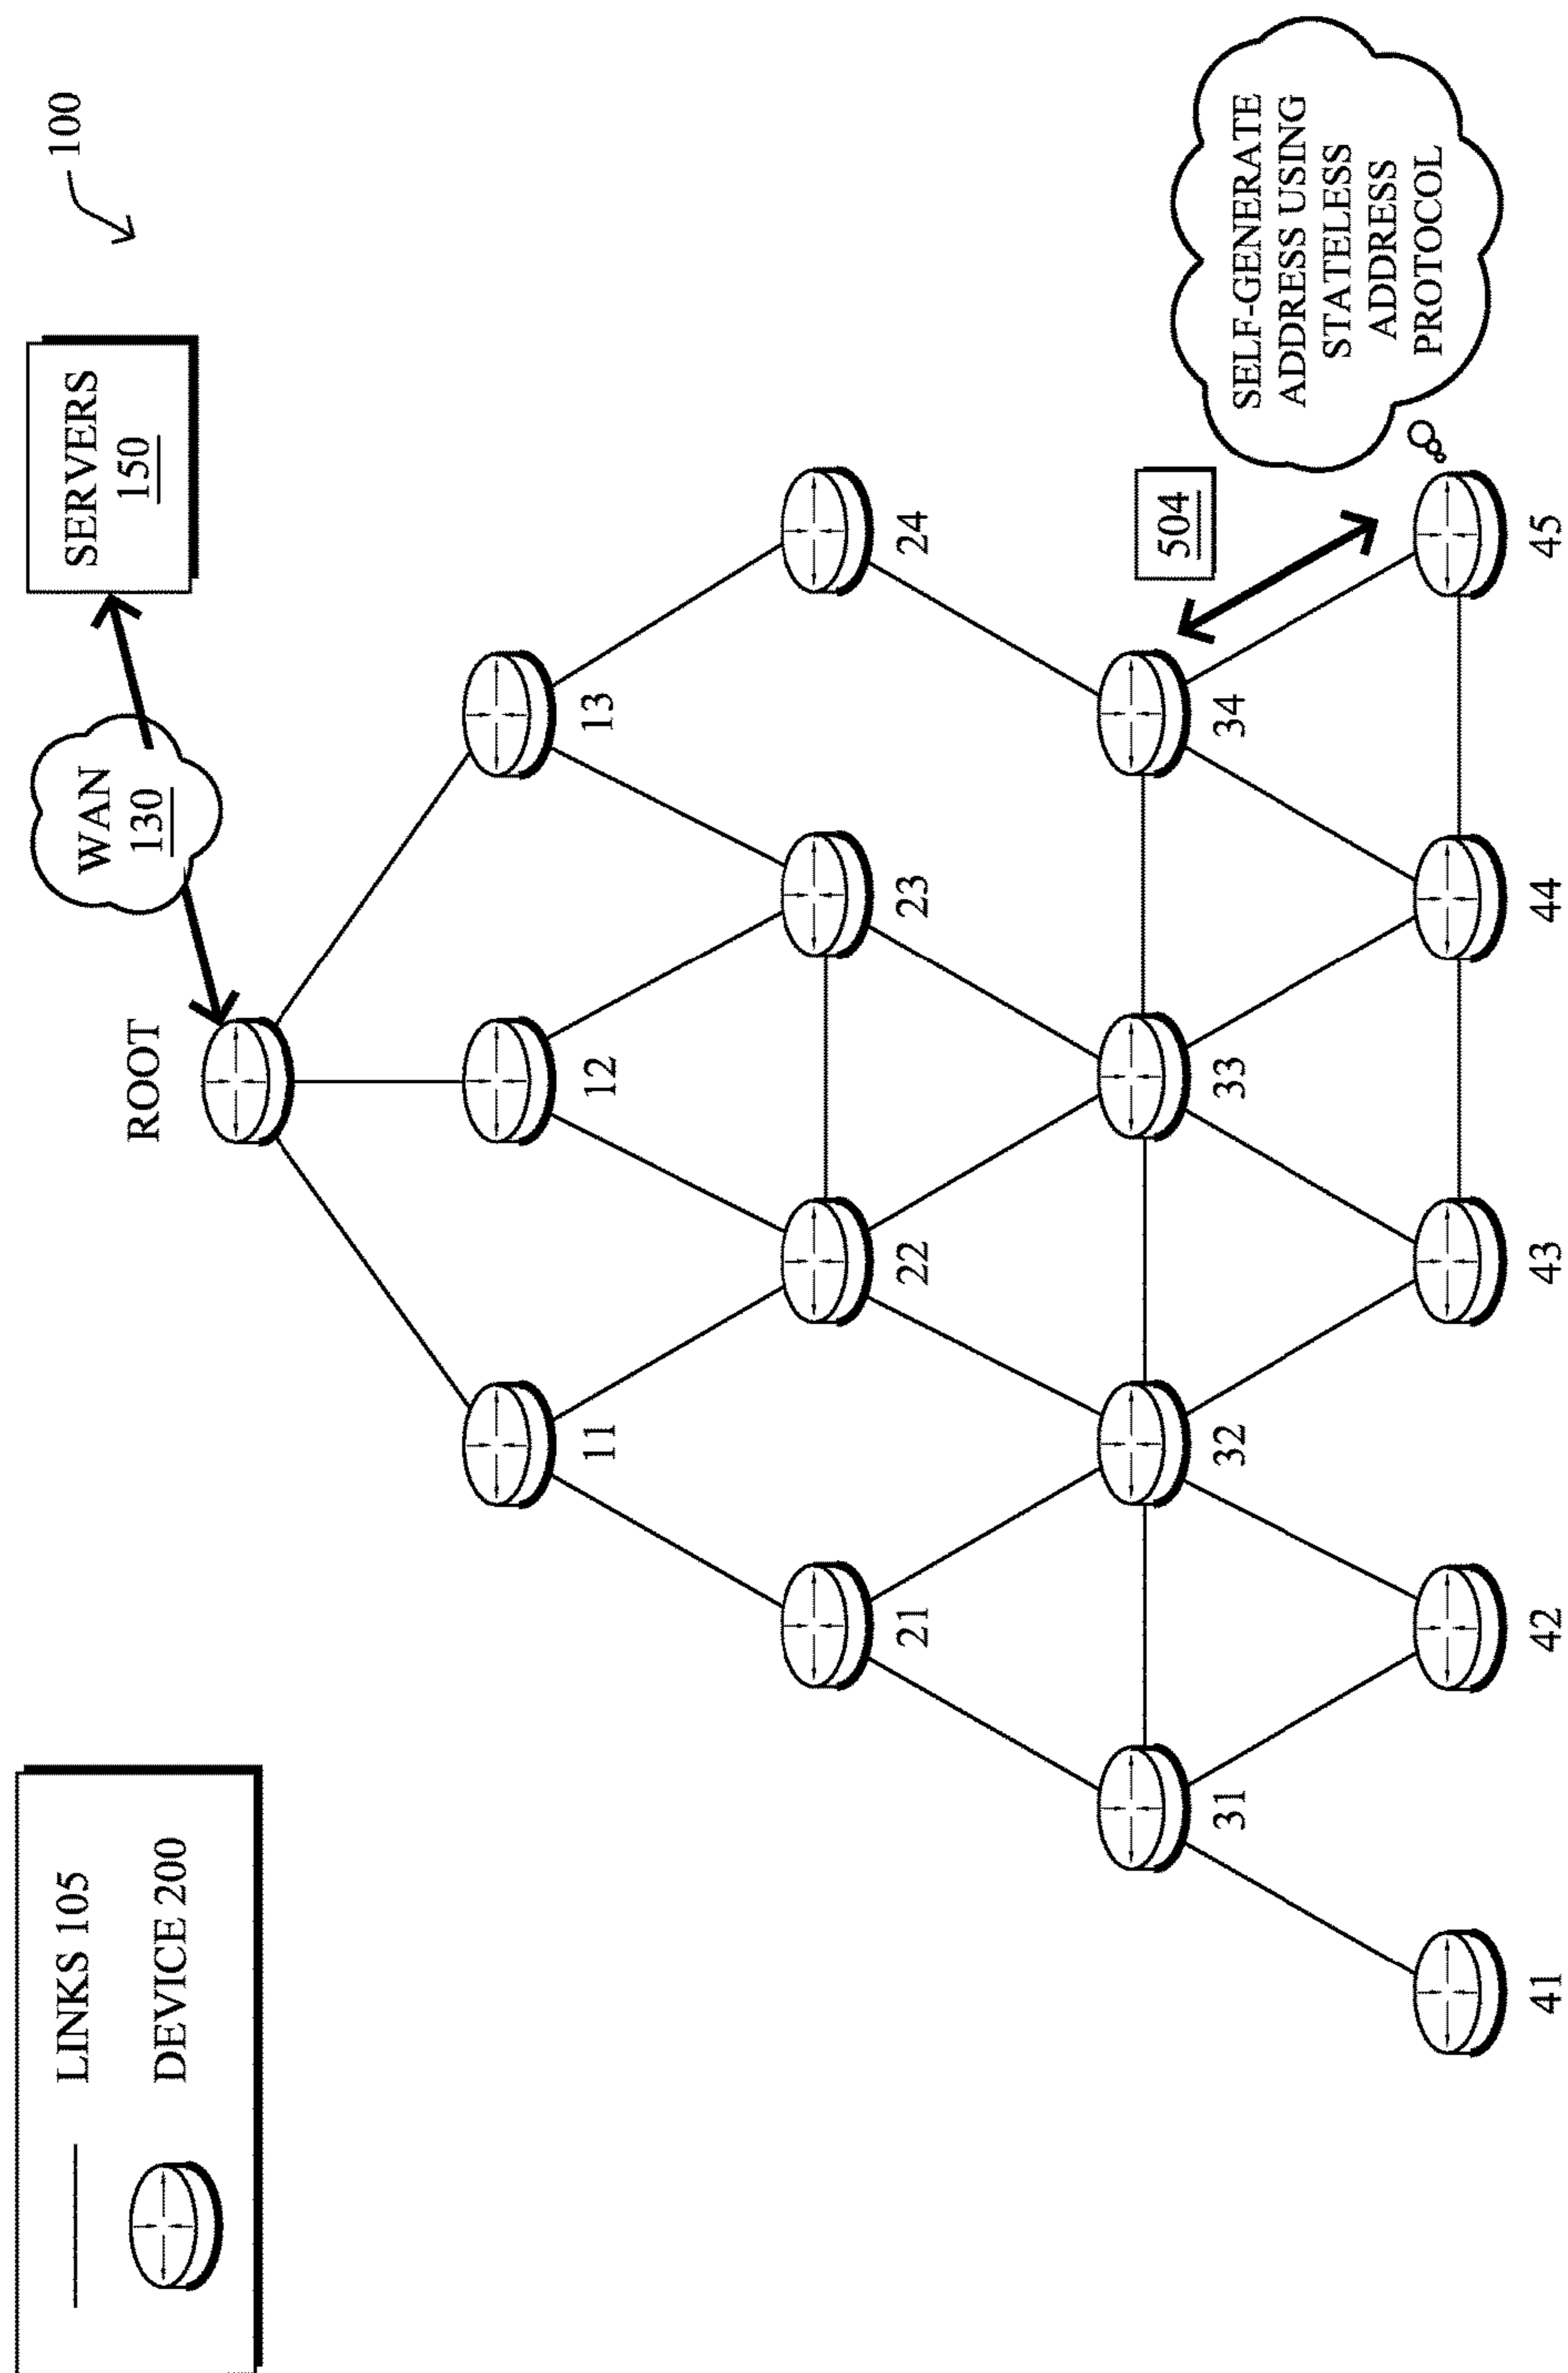 LINKS 105
DEVICE 200
SERVERS
150
100
WAN
130
ROOT
11
12
13
21
22
23
24
504
31
32
33
34
SELF-GENERATE
ADDRESS USING
STATELESS
ADDRESS
PROTOCOL
41
42
43
44
45